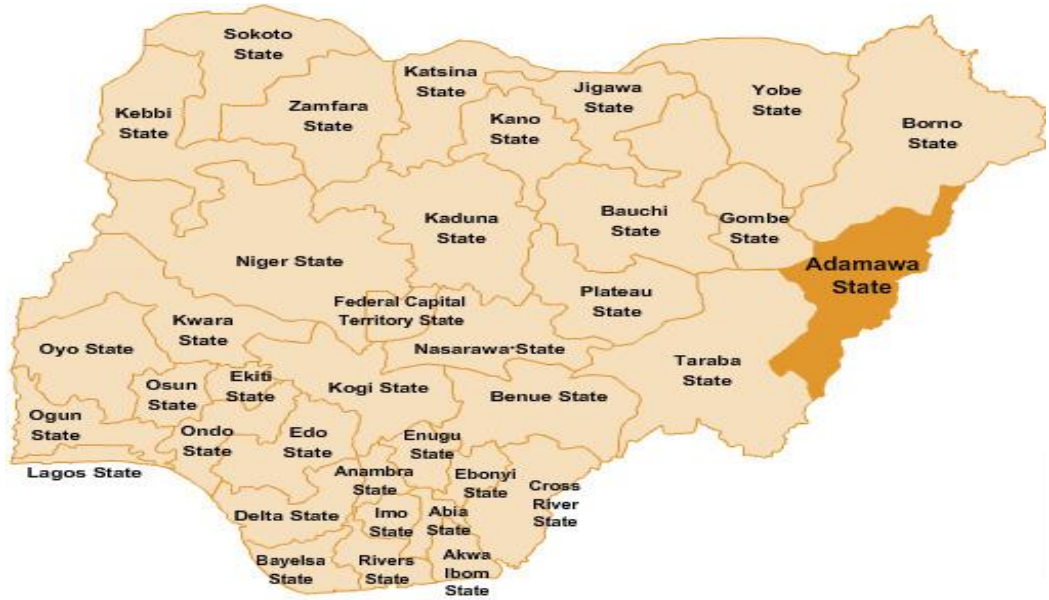 Sokoto
State
Kebbi
State
Zamfara
State
Katsina
State
Kano
State
Jigawa
State
Yobe
State
Borno
State
Kaduna
State
Bauchi
State
Gombe
State
Adamawa
State
Niger State
Federal Capital
Territory State
Plateau
State
Nasarawa State
Taraba
State
Kwara
State
Oyo State
Osun
State
Ekiti
State
Kogi State
Benue State
Ogun
State
Lagos State
Ondo
State
Edo
State
Enugu
State
Anambra
State
Ebonyi
State
Cross
River
State
Delta State
Imo
State
Abia
State
Bayelsa
State
Rivers
State
Akwa
Ibom
State